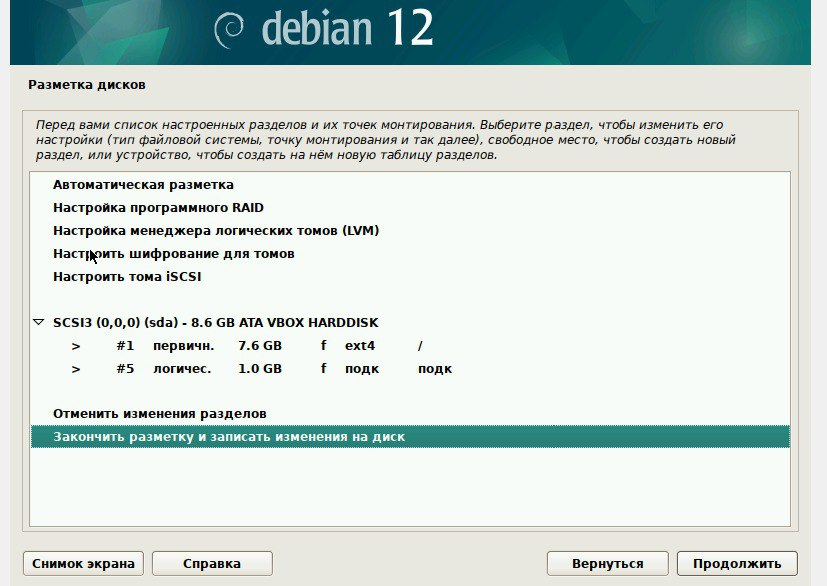 debian 12
Разметка дисков
Перед вами список настроенных разделов и их точек монтирования. Выберите раздел, чтобы изменить его
настройки (тип файловой системы, точку монтирования и так далее), свободное место, чтобы создать новый
раздел, или устройство, чтобы создать на нём новую таблицу разделов.
Автоматическая разметка
Настройка программного RAID
Настройка менеджера логических томов (LVM)
Настроить шифрование для томов
Настроить тома iSCSI
SCSI3 (0,0,0) (sda) - 8.6 GB ATA VBOX HARDDISK
> #1 первичн. 7.6 GB f ext4 /
> #5 логичес. 1.0 GB f подк подк
Отменить изменения разделов
Закончить разметку и записать изменения на диск
Снимок экрана Справка Вернуться Продолжить